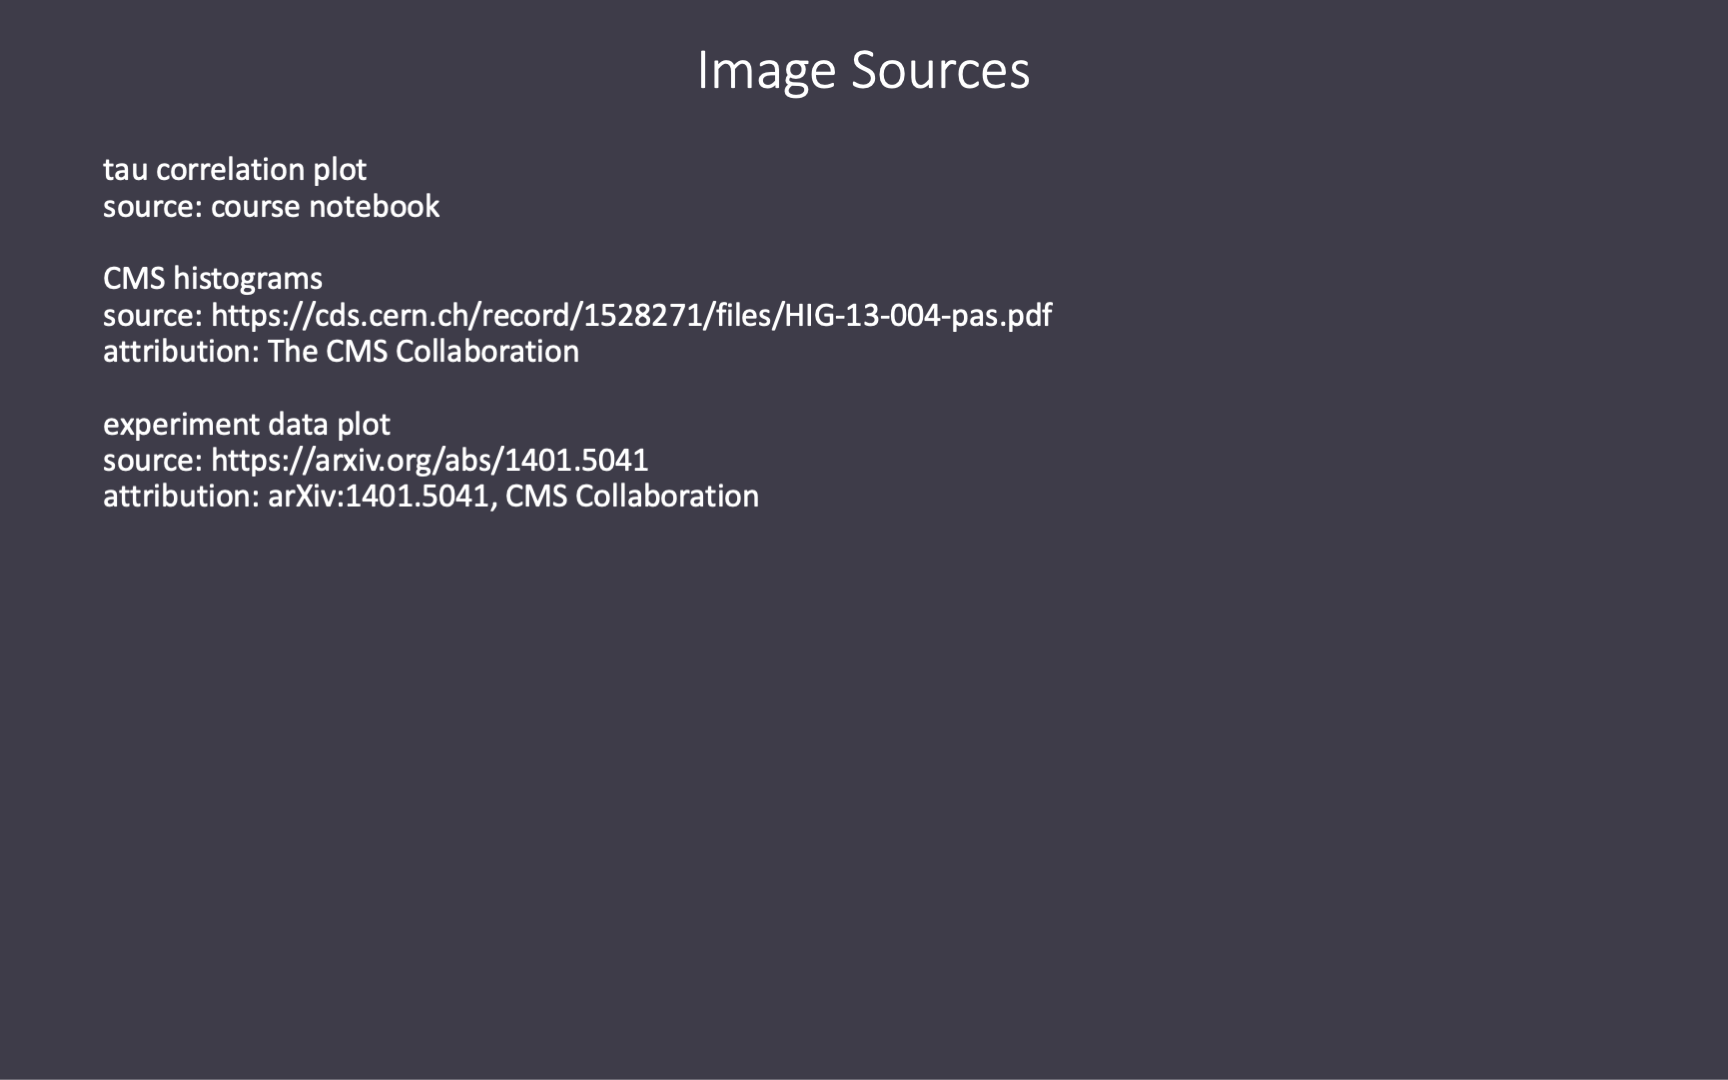 Image Sources
tau correlation plot
source: course notebook
CMS histograms
source: https://cds.cern.ch/record/1528271/files/HIG-13-004-pas.pdf
attribution: The CMS Collaboration
experiment data plot
source: https://arxiv.org/abs/1401.5041
attribution: arXiv:1401.5041, CMS Collaboration